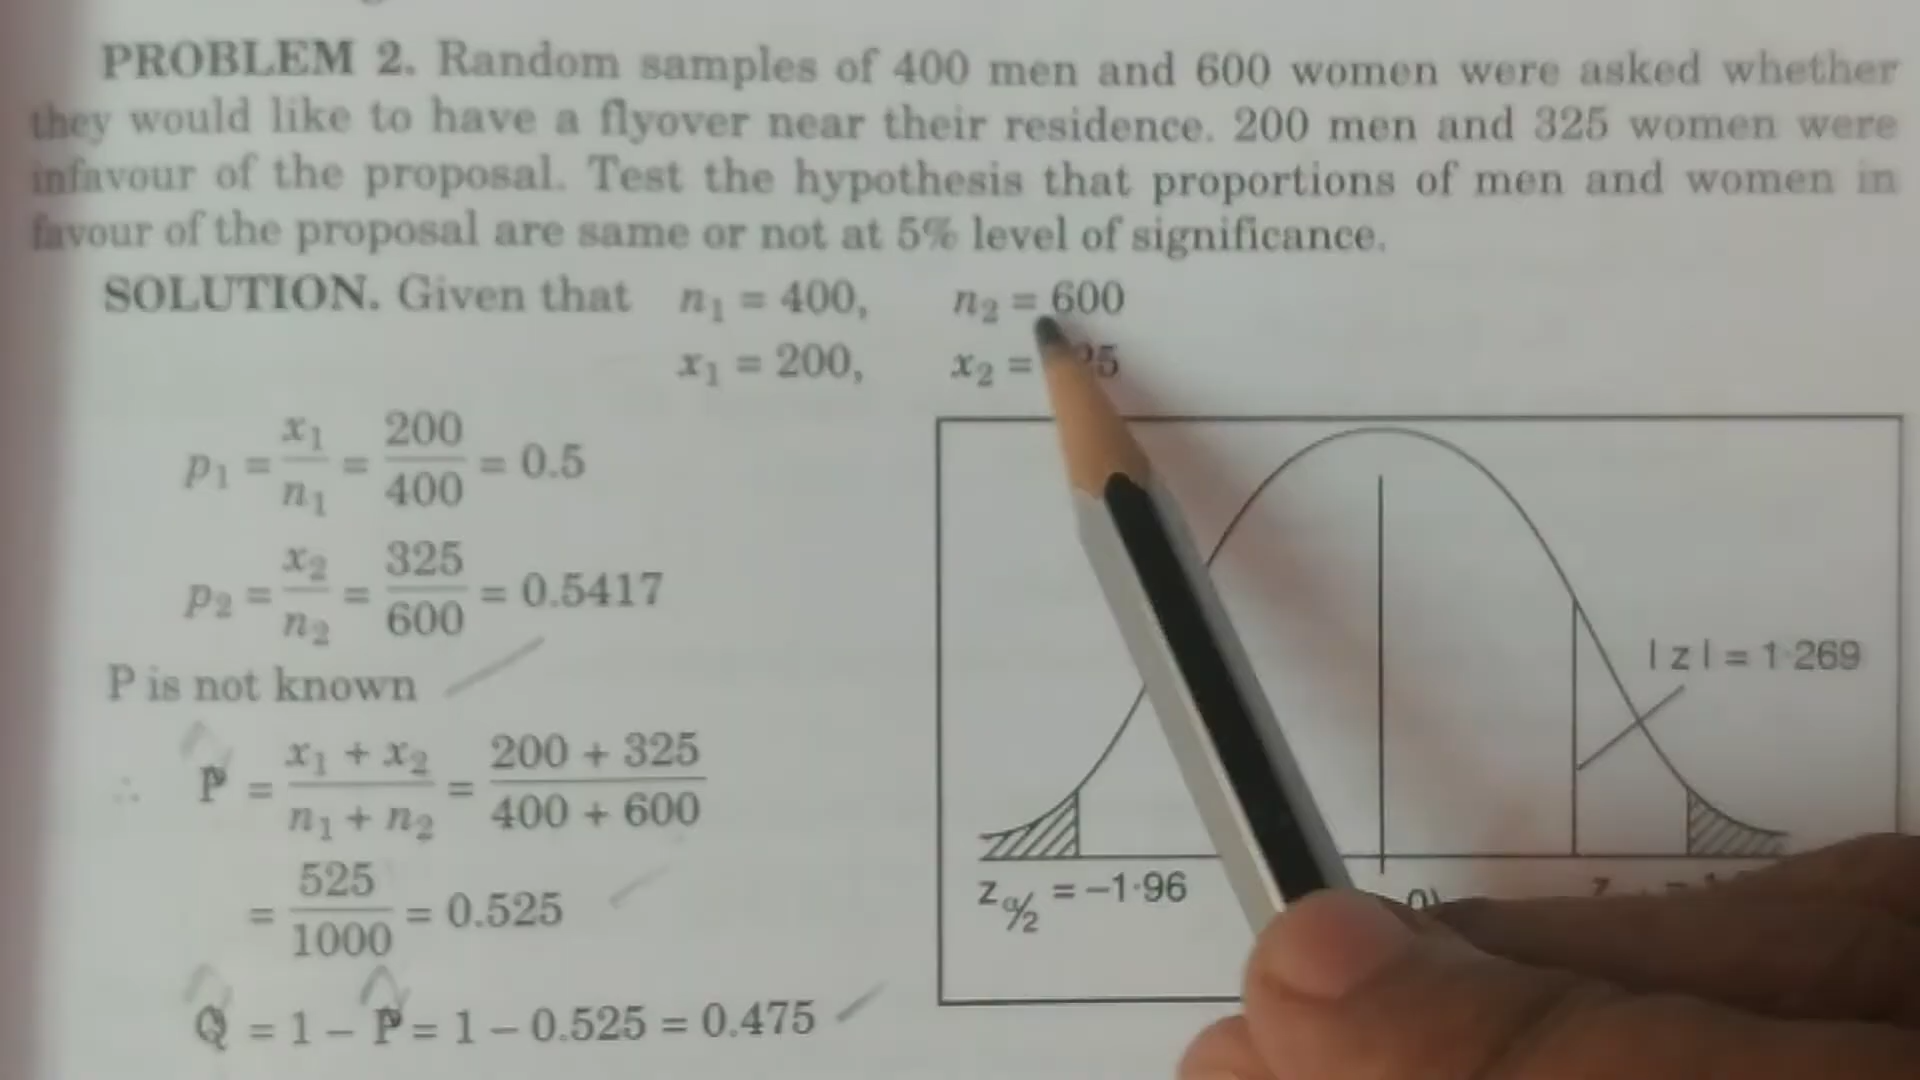 PROBLEM 2. Random samples of 400 men and 600 women were asked whether
they would like to have a flyover near their residence. 200 men and 325 women were
infavour of the proposal. Test the hypothesis that proportions of men and women in
favour of the proposal are same or not at 5% level of significance.
SOLUTION. Given that n₁ = 400, n₂ = 600
x₁ = 200, x₂ =
p₁ = x₁/n₁ = 200/400 = 0.5
p₂ = x₂/n₂ = 325/600 = 0.5417
P is not known
∴ P = (x₁ + x₂)/(n₁ + n₂) = (200 + 325)/(400 + 600)
= 525/1000 = 0.525
Q = 1 – P = 1 – 0.525 = 0.475
| z | = 1·269
z α/2 = –1·96